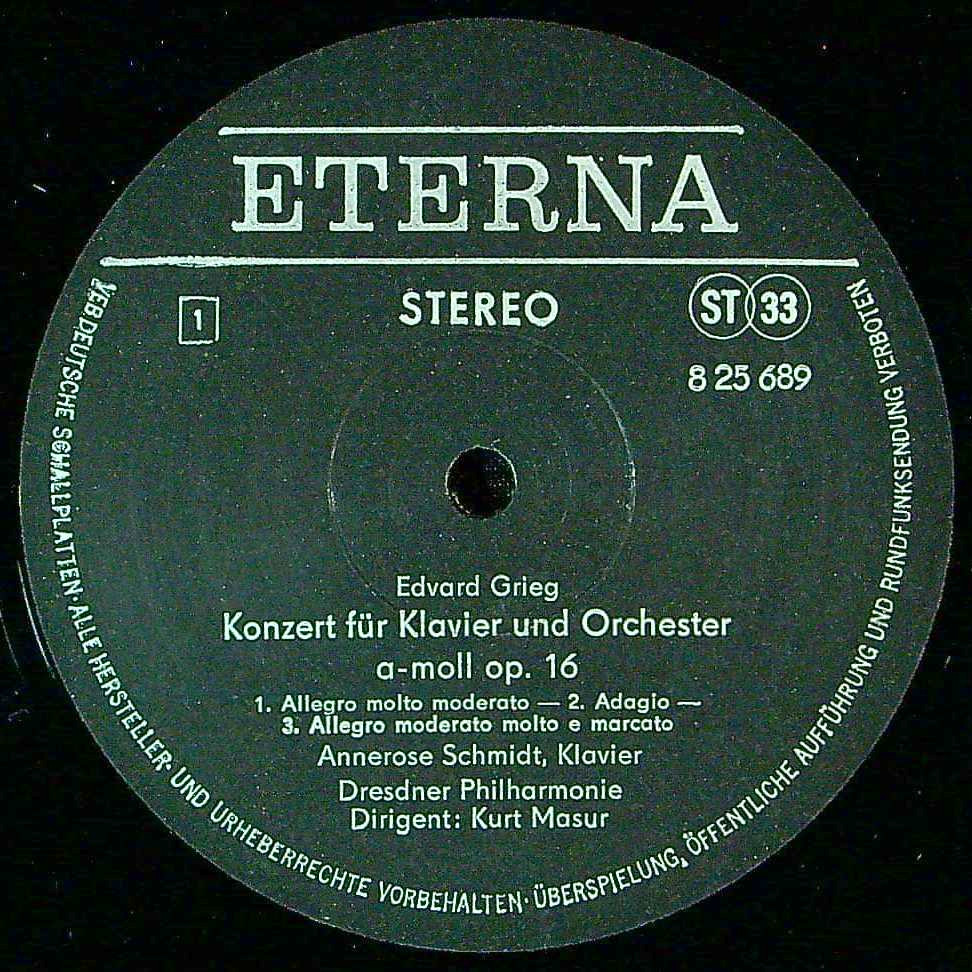 ETERNA
1
STEREO
ST 33
8 25 689
Edvard Grieg
Konzert für Klavier und Orchester
a-moll op. 16
1. Allegro molto moderato — 2. Adagio —
3. Allegro moderato molto e marcato
Annerose Schmidt, Klavier
Dresdner Philharmonie
Dirigent: Kurt Masur
VEB DEUTSCHE SCHALLPLATTEN · ALLE HERSTELLER- UND URHEBERRECHTE VORBEHALTEN · ÜBERSPIELUNG, ÖFFENTLICHE AUFFÜHRUNG UND RUNDFUNKSENDUNG VERBOTEN